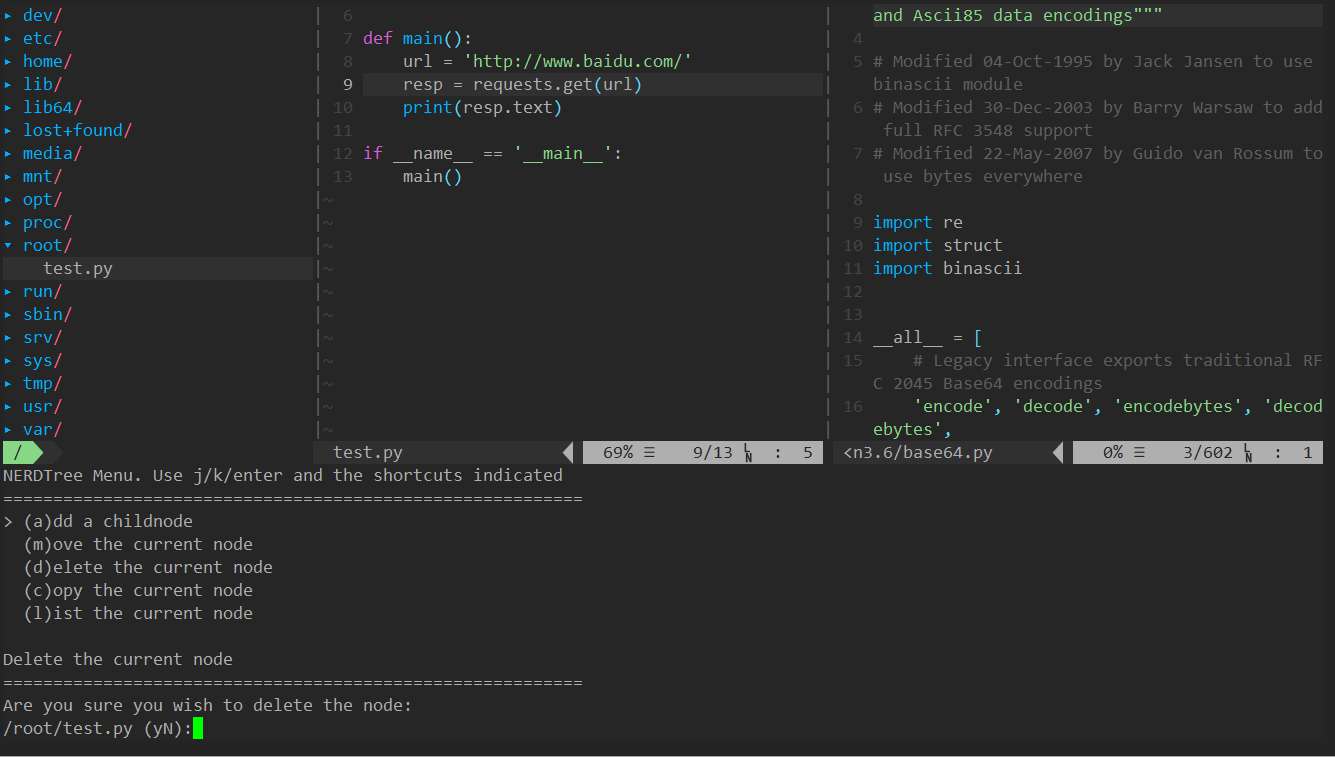 ▸ dev/
▸ etc/
▸ home/
▸ lib/
▸ lib64/
▸ lost+found/
▸ media/
▸ mnt/
▸ opt/
▸ proc/
▾ root/
test.py
▸ run/
▸ sbin/
▸ srv/
▸ sys/
▸ tmp/
▸ usr/
▸ var/
/
6
7 def main():
8     url = 'http://www.baidu.com/'
9     resp = requests.get(url)
10     print(resp.text)
11
12 if __name__ == '__main__':
13     main()
~
~
~
~
~
~
~
~
~
~
~
test.py 69% ☰ 9/13 ␤ : 5
and Ascii85 data encodings"""
4
5 # Modified 04-Oct-1995 by Jack Jansen to use
binascii module
6 # Modified 30-Dec-2003 by Barry Warsaw to add
full RFC 3548 support
7 # Modified 22-May-2007 by Guido van Rossum to
use bytes everywhere
8
9 import re
10 import struct
11 import binascii
12
13
14 __all__ = [
15     # Legacy interface exports traditional RF
C 2045 Base64 encodings
16     'encode', 'decode', 'encodebytes', 'decod
ebytes',
<n3.6/base64.py 0% ☰ 3/602 ␤ : 1
NERDTree Menu. Use j/k/enter and the shortcuts indicated
==========================================================
> (a)dd a childnode
(m)ove the current node
(d)elete the current node
(c)opy the current node
(l)ist the current node
Delete the current node
==========================================================
Are you sure you wish to delete the node:
/root/test.py (yN):